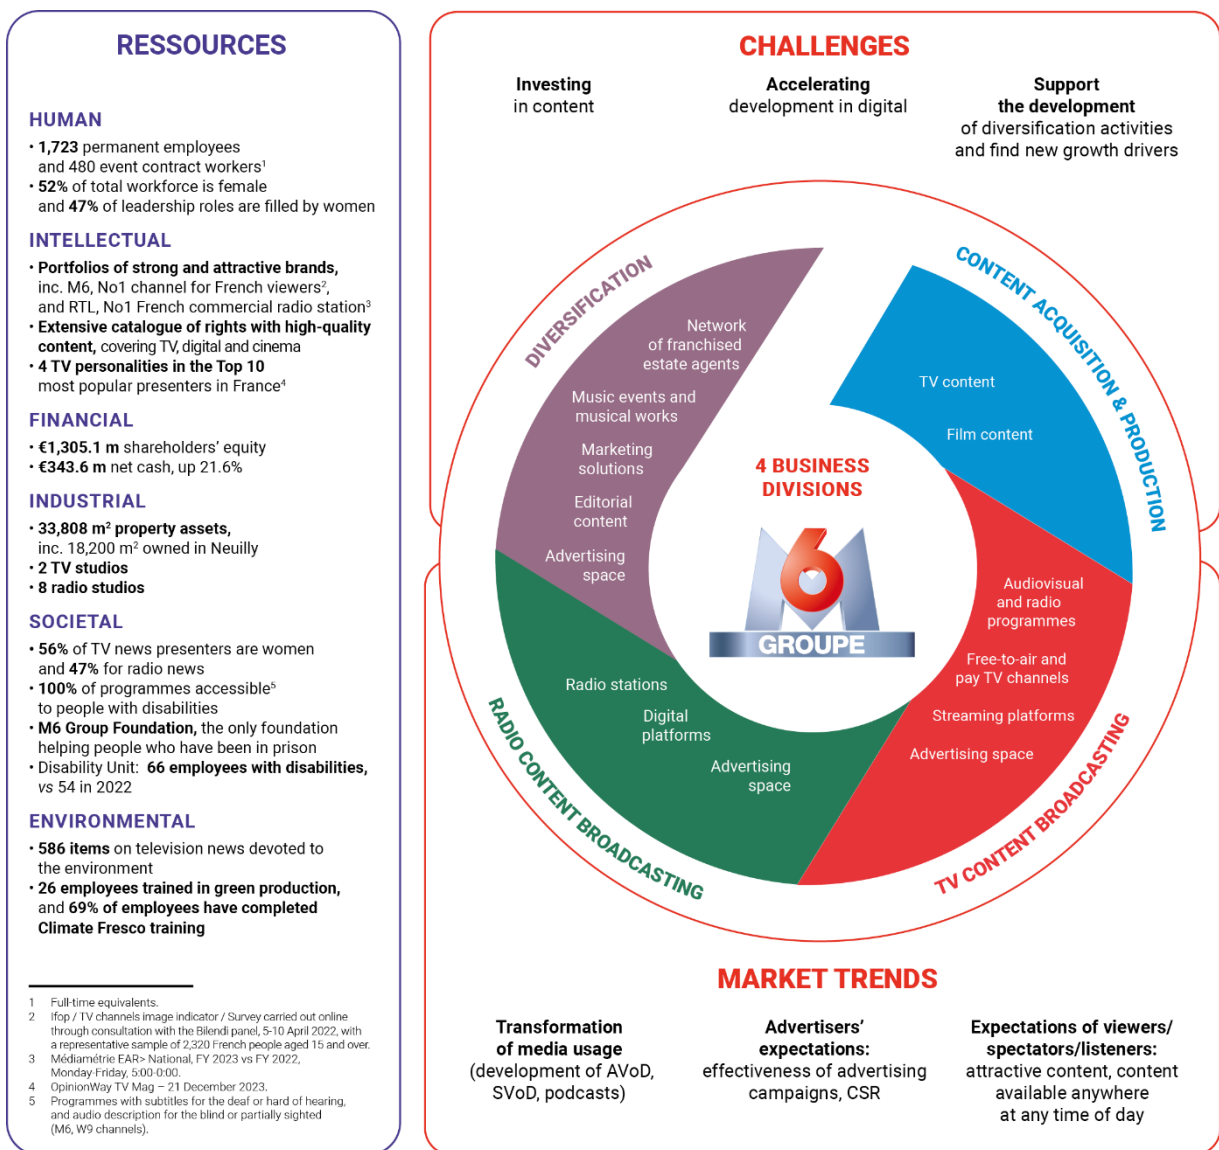 RESSOURCES
HUMAN
• 1,723 permanent employees
and 480 event contract workers¹
• 52% of total workforce is female
and 47% of leadership roles are filled by women
INTELLECTUAL
• Portfolios of strong and attractive brands,
inc. M6, No1 channel for French viewers²,
and RTL, No1 French commercial radio station³
• Extensive catalogue of rights with high-quality
content, covering TV, digital and cinema
• 4 TV personalities in the Top 10
most popular presenters in France⁴
FINANCIAL
• €1,305.1 m shareholders' equity
• €343.6 m net cash, up 21.6%
INDUSTRIAL
• 33,808 m² property assets,
inc. 18,200 m² owned in Neuilly
• 2 TV studios
• 8 radio studios
SOCIETAL
• 56% of TV news presenters are women
and 47% for radio news
• 100% of programmes accessible⁵
to people with disabilities
• M6 Group Foundation, the only foundation
helping people who have been in prison
• Disability Unit: 66 employees with disabilities,
vs 54 in 2022
ENVIRONMENTAL
• 586 items on television news devoted to
the environment
• 26 employees trained in green production,
and 69% of employees have completed
Climate Fresco training
1 Full-time equivalents.
2 Ifop / TV channels image indicator / Survey carried out online
through consultation with the Bilendi panel, 5-10 April 2022, with
a representative sample of 2,320 French people aged 15 and over.
3 Médiamétrie EAR> National, FY 2023 vs FY 2022,
Monday-Friday, 5:00-0:00.
4 OpinionWay TV Mag – 21 December 2023.
5 Programmes with subtitles for the deaf or hard of hearing,
and audio description for the blind or partially sighted
(M6, W9 channels).
CHALLENGES
Investing
in content
Accelerating
development in digital
Support
the development
of diversification activities
and find new growth drivers
DIVERSIFICATION
Network
of franchised
estate agents
Music events and
musical works
Marketing
solutions
Editorial
content
Advertising
space
CONTENT ACQUISITION & PRODUCTION
TV content
Film content
4 BUSINESS
DIVISIONS
M6
GROUPE
Audiovisual
and radio
programmes
Free-to-air and
pay TV channels
Streaming platforms
Advertising space
TV CONTENT BROADCASTING
Radio stations
Digital
platforms
Advertising
space
RADIO CONTENT BROADCASTING
MARKET TRENDS
Transformation
of media usage
(development of AVoD,
SVoD, podcasts)
Advertisers'
expectations:
effectiveness of advertising
campaigns, CSR
Expectations of viewers/
spectators/listeners:
attractive content, content
available anywhere
at any time of day